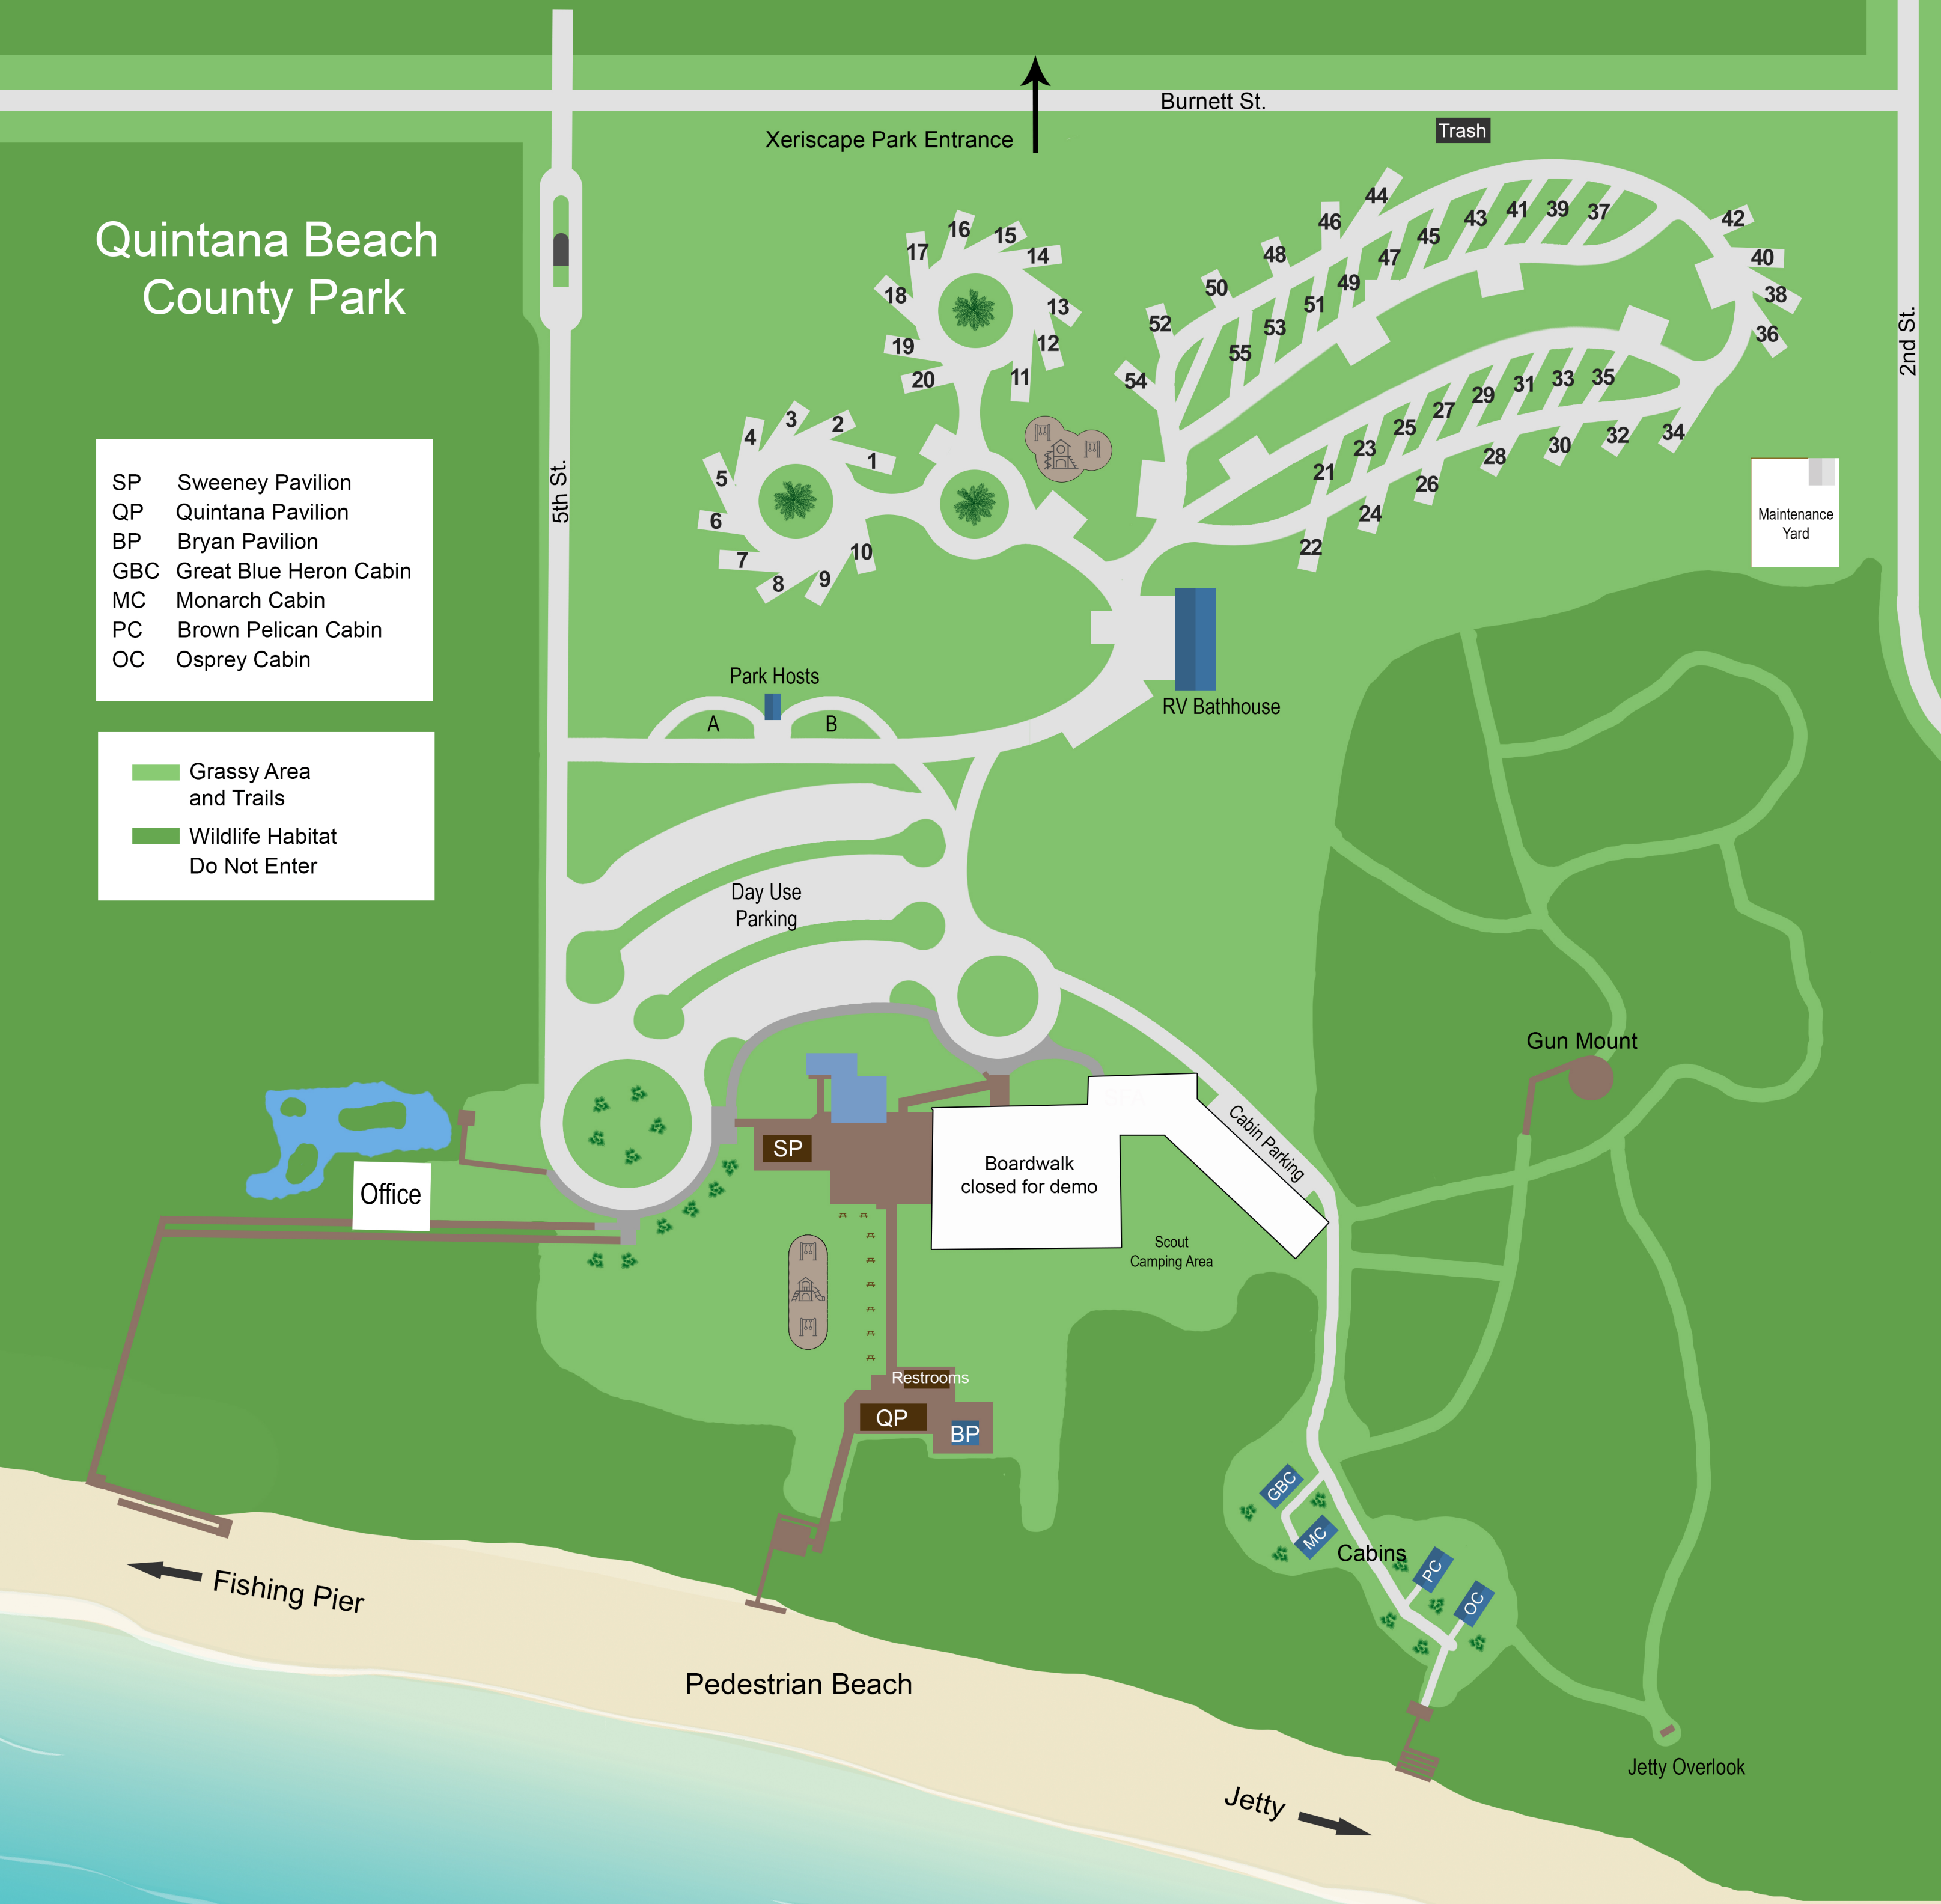 Burnett St.
Trash
Xeriscape Park Entrance
Quintana Beach
County Park
5th St.
2nd St.
16
15
14
17
18
13
19
12
20
11
3
2
4
1
5
6
10
7
9
8
44
46
48
50
52
54
43
41
39
37
45
47
49
51
53
55
42
40
38
36
35
33
31
29
27
25
23
21
34
32
30
28
26
24
22
SP Sweeney Pavilion
QP Quintana Pavilion
BP Bryan Pavilion
GBC Great Blue Heron Cabin
MC Monarch Cabin
PC Brown Pelican Cabin
OC Osprey Cabin
Maintenance
Yard
Park Hosts
A
B
RV Bathhouse
Grassy Area
and Trails
Wildlife Habitat
Do Not Enter
Day Use
Parking
Gun Mount
Cabin Parking
SP
Boardwalk
closed for demo
Office
Scout
Camping Area
Restrooms
QP
BP
GBC
MC
Cabins
PC
OC
Fishing Pier
Pedestrian Beach
Jetty
Jetty Overlook